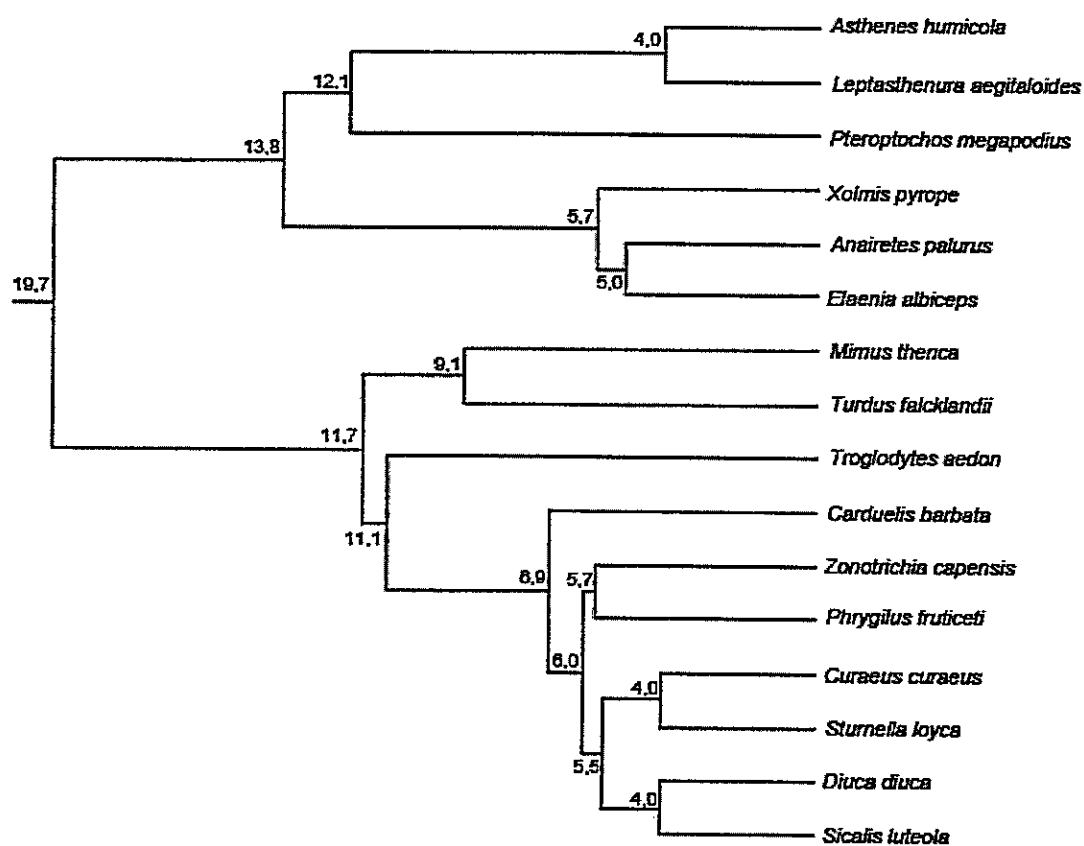 Asthenes humicola
4,0
Leptasthenura aegitaloides
12,1
Pteroptochos megapodius
13,8
Xolmis pyrope
5,7
Anairetes palurus
5,0
Elaenia albiceps
19,7
Mimus thenca
9,1
Turdus falcklandii
11,7
Troglodytes aedon
11,1
Carduelis barbata
6,9
5,7
Zonotrichia capensis
Phrygilus fruticeti
6,0
4,0
Curaeus curaeus
Sturnella loyca
5,5
Diuca diuca
4,0
Sicalis luteola